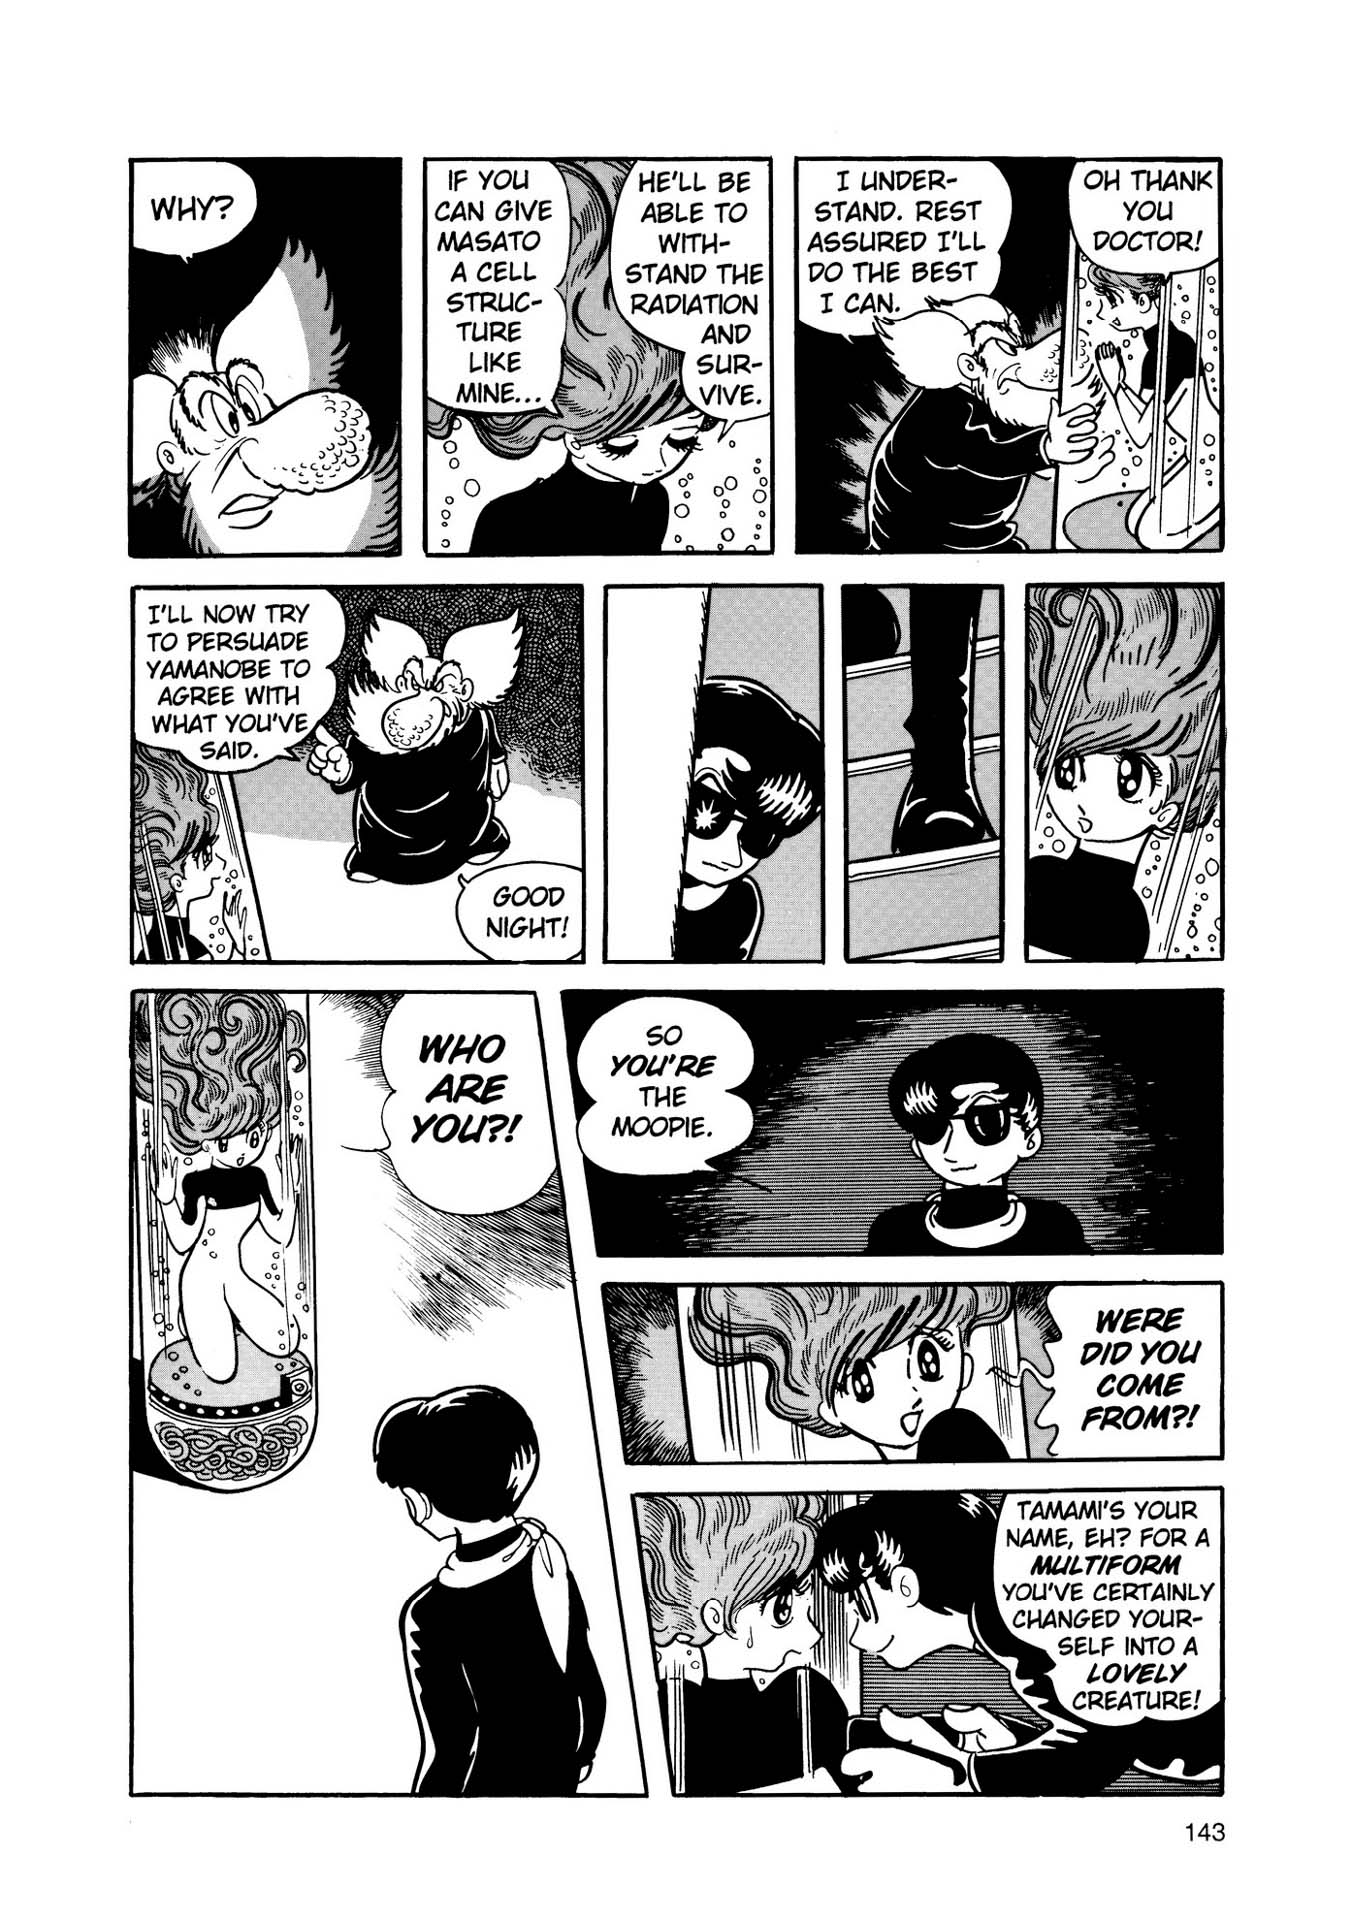 WHY?
IF YOU
CAN GIVE
MASATO
A CELL
STRUC-
TURE
LIKE
MINE...
HE'LL BE
ABLE TO
WITH-
STAND THE
RADIATION
AND
SUR-
VIVE.
I UNDER-
STAND. REST
ASSURED I'LL
DO THE BEST
I CAN.
OH THANK
YOU
DOCTOR!
I'LL NOW TRY
TO PERSUADE
YAMANOBE TO
AGREE WITH
WHAT YOU'VE
SAID.
GOOD
NIGHT!
WHO
ARE
YOU?!
SO
YOU'RE
THE
MOOPIE.
WERE
DID YOU
COME
FROM?!
TAMAMI'S YOUR
NAME, EH? FOR A
MULTIFORM
YOU'VE CERTAINLY
CHANGED YOUR-
SELF INTO A
LOVELY
CREATURE!
143